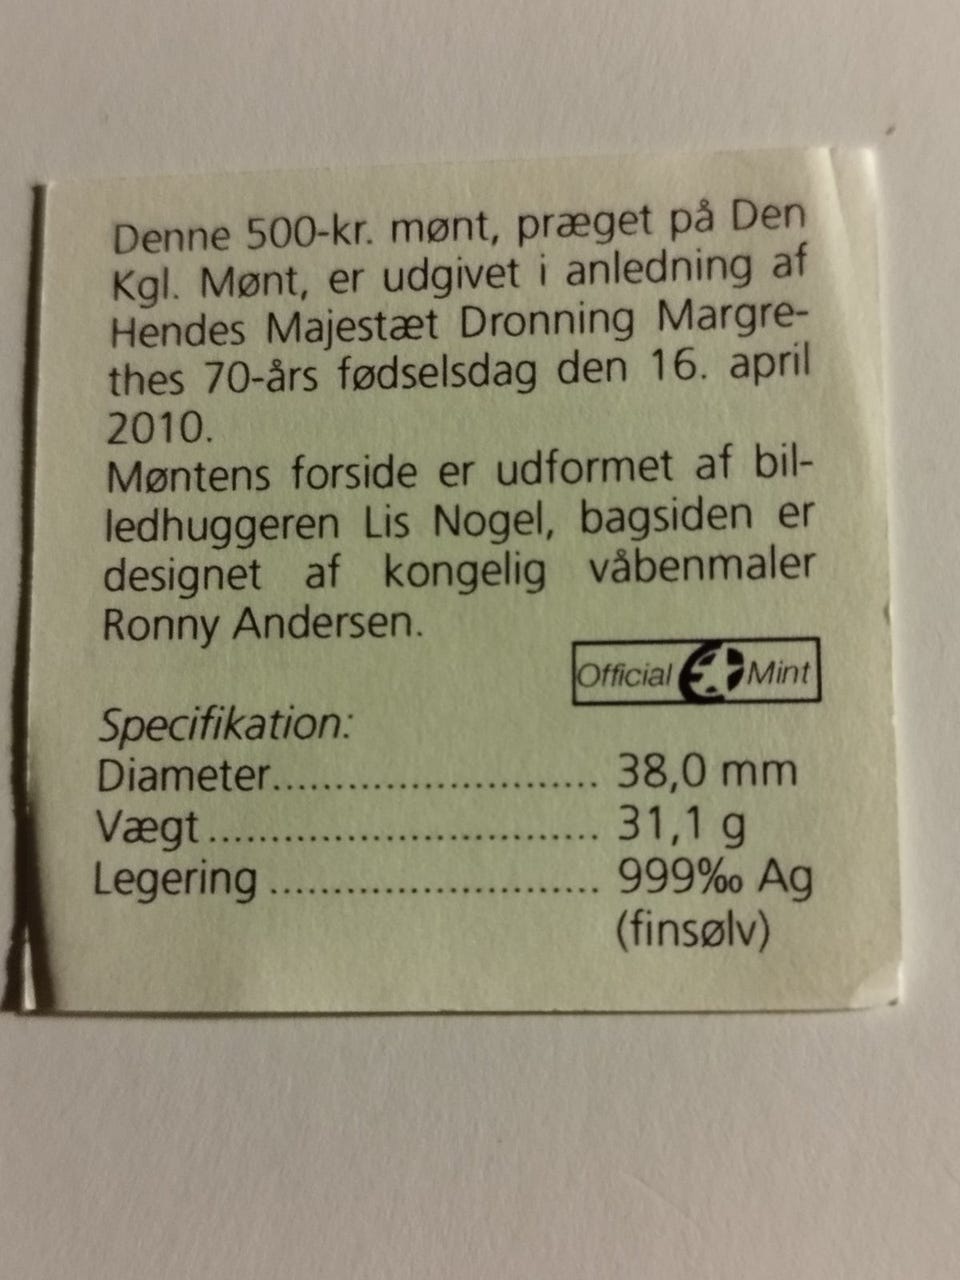 Denne 500-kr. mønt, præget på Den
Kgl. Mønt, er udgivet i anledning af
Hendes Majestæt Dronning Margre-
thes 70-års fødselsdag den 16. april
2010.
Møntens forside er udformet af bil-
ledhuggeren Lis Nogel, bagsiden er
designet af kongelig våbenmaler
Ronny Andersen.
Official Mint
Specifikation:
Diameter.......................... 38,0 mm
Vægt ............................... 31,1 g
Legering .......................... 999‰ Ag
(finsølv)